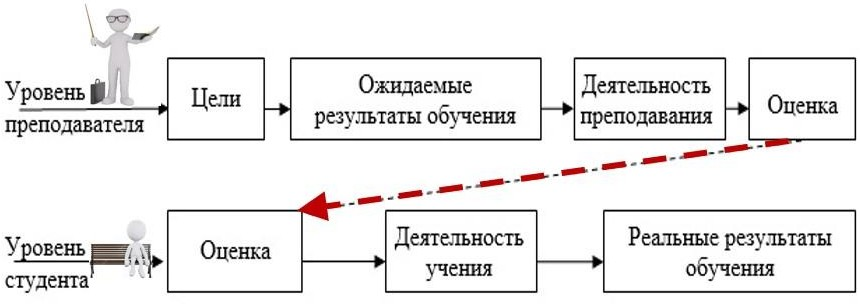 Уровень
преподавателя
Цели
Ожидаемые
результаты обучения
Деятельность
преподавания
Оценка
Уровень
студента
Оценка
Деятельность
учения
Реальные результаты
обучения